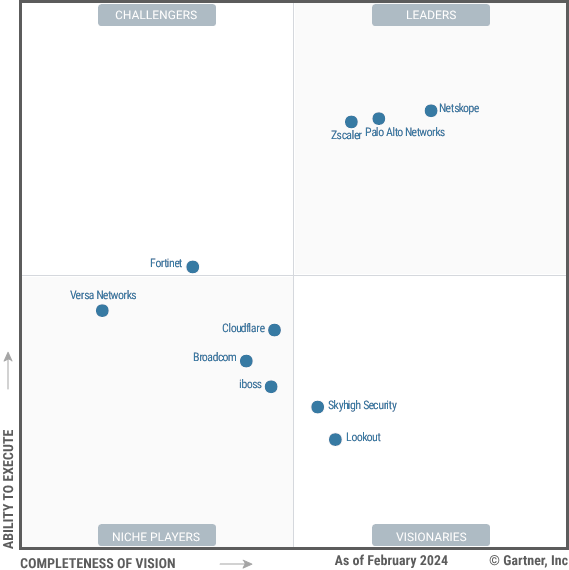 CHALLENGERS
LEADERS
Netskope
Zscaler
Palo Alto Networks
Fortinet
Versa Networks
Cloudflare
Broadcom
iboss
Skyhigh Security
Lookout
ABILITY TO EXECUTE
NICHE PLAYERS
VISIONARIES
COMPLETENESS OF VISION
As of February 2024
© Gartner, Inc